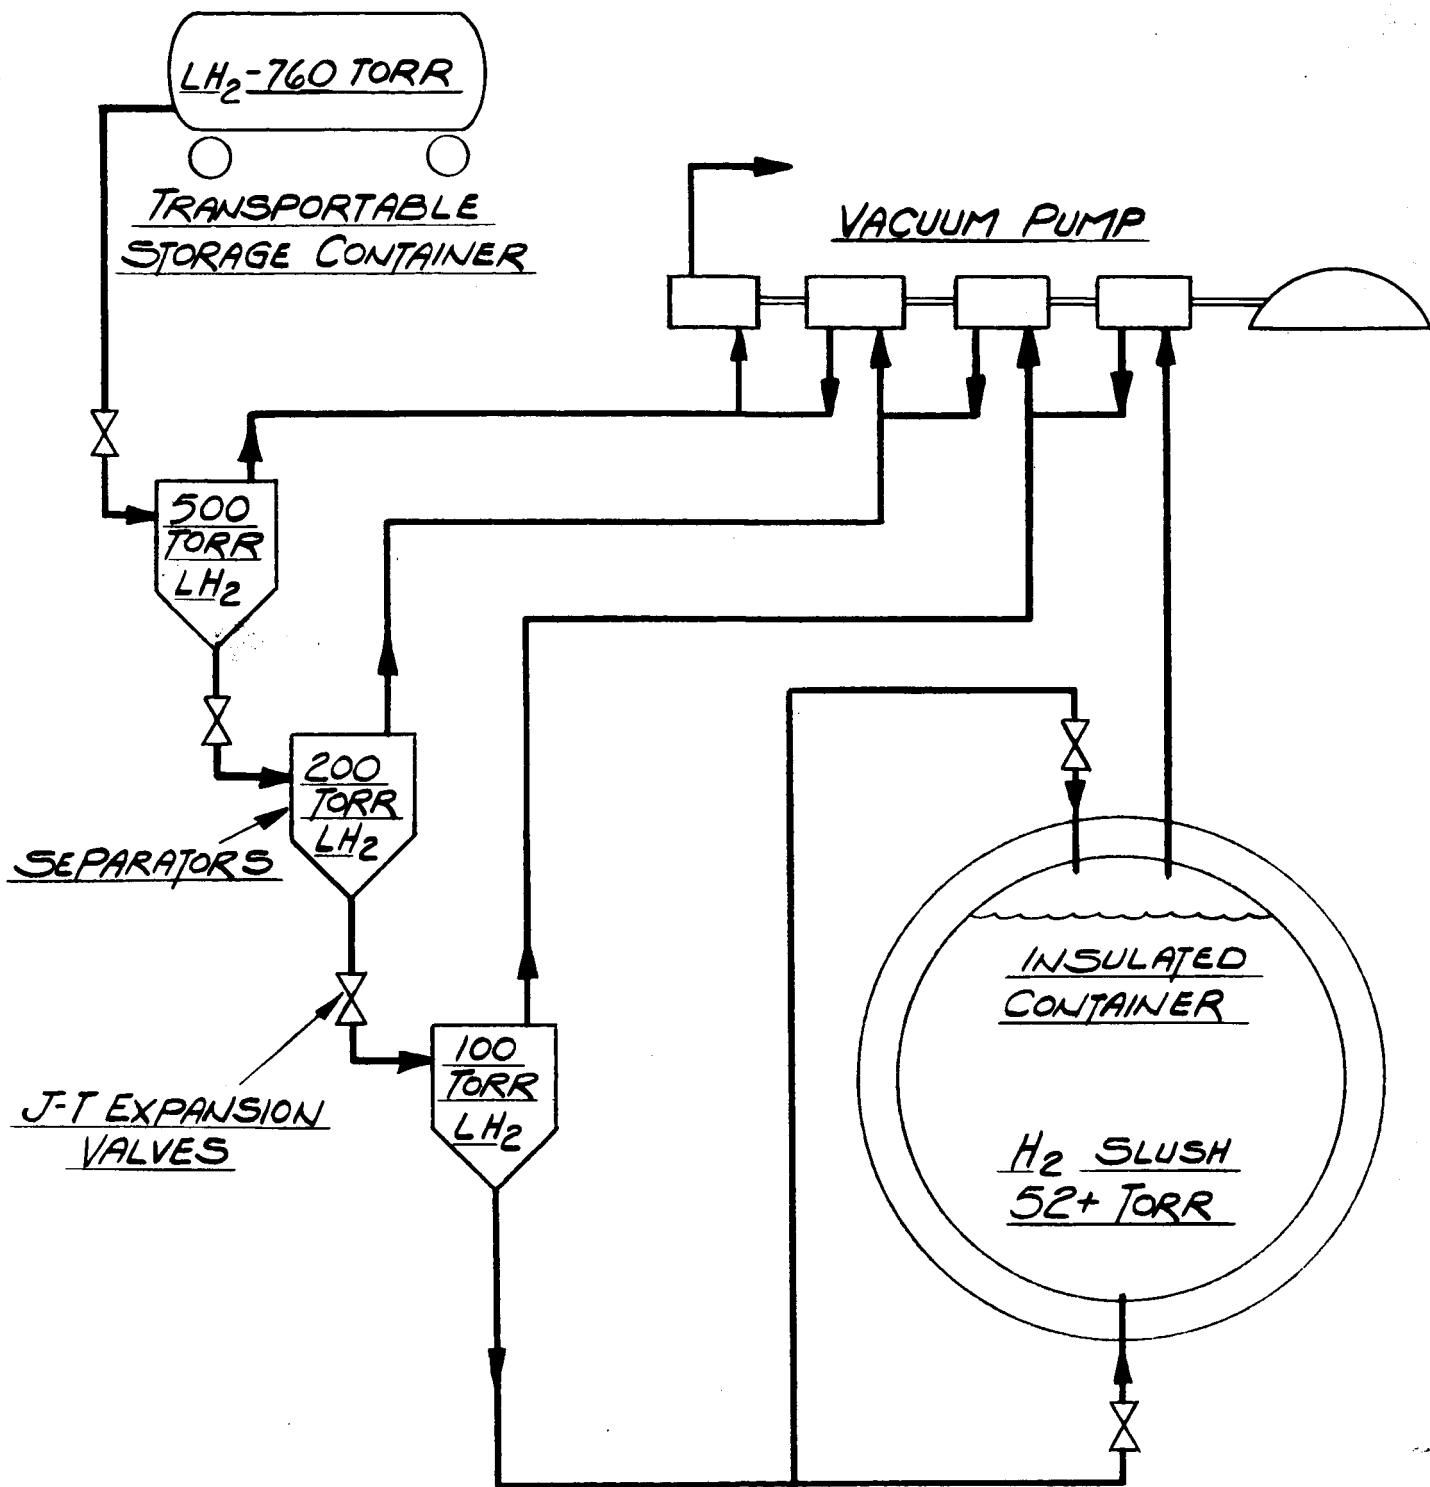 LH2-760 TORR
TRANSPORTABLE
STORAGE CONTAINER
VACUUM PUMP
500
TORR
LH2
200
TORR
LH2
SEPARATORS
INSULATED
CONTAINER
100
TORR
LH2
J-T EXPANSION
VALVES
H2 SLUSH
52+ TORR